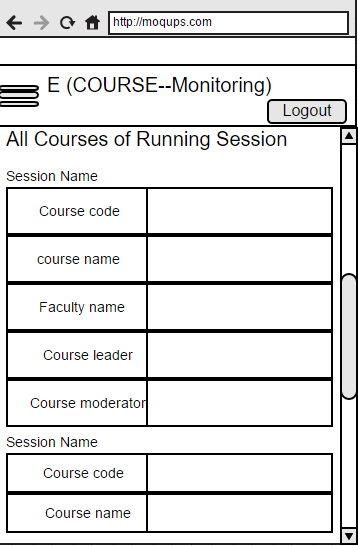 http://moqups.com
E (COURSE--Monitoring)
Logout
All Courses of Running Session
Session Name
Course code
course name
Faculty name
Course leader
Course moderator
Session Name
Course code
Course name